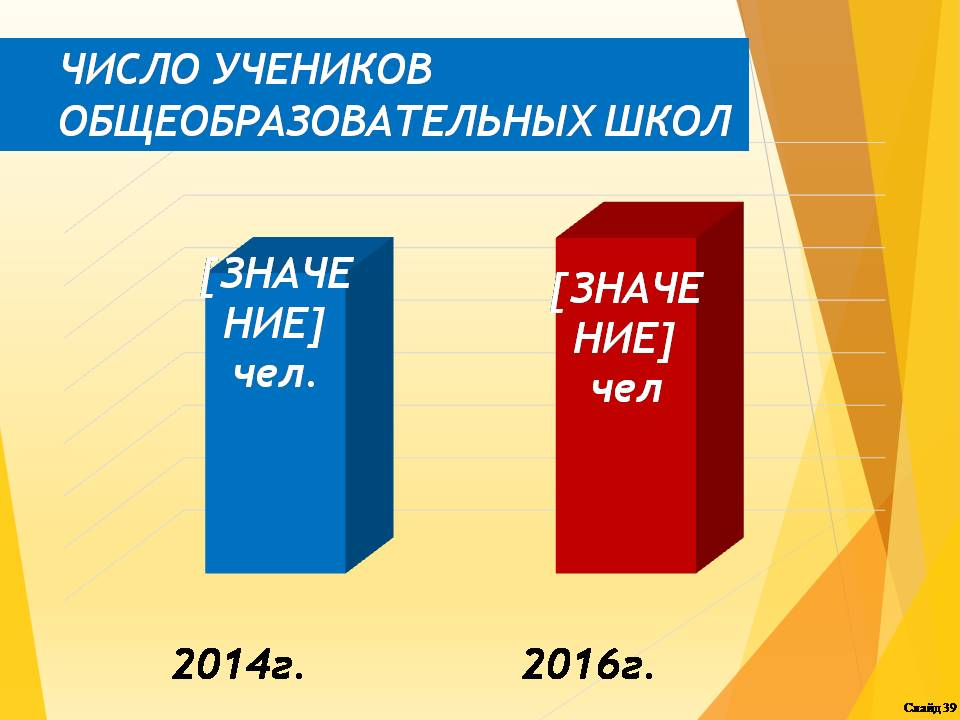 ЧИСЛО УЧЕНИКОВ
ОБЩЕОБРАЗОВАТЕЛЬНЫХ ШКОЛ
[ЗНАЧЕ
НИЕ]
чел.
[ЗНАЧЕ
НИЕ]
чел
2014г.
2016г.
Слайд 39